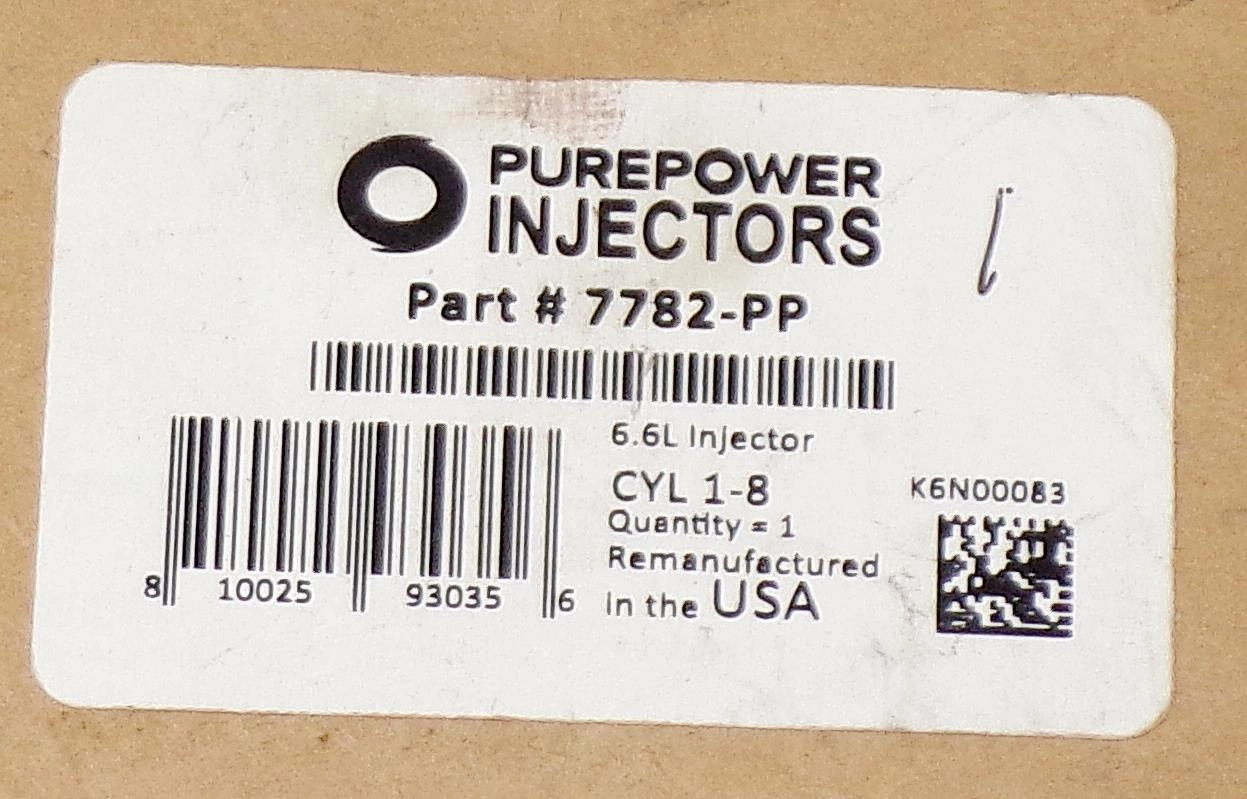 PUREPOWER
INJECTORS
Part # 7782-PP
6.6L Injector
CYL 1-8
Quantity = 1
Remanufactured
in the USA
K6N00083
8 10025 93035 6